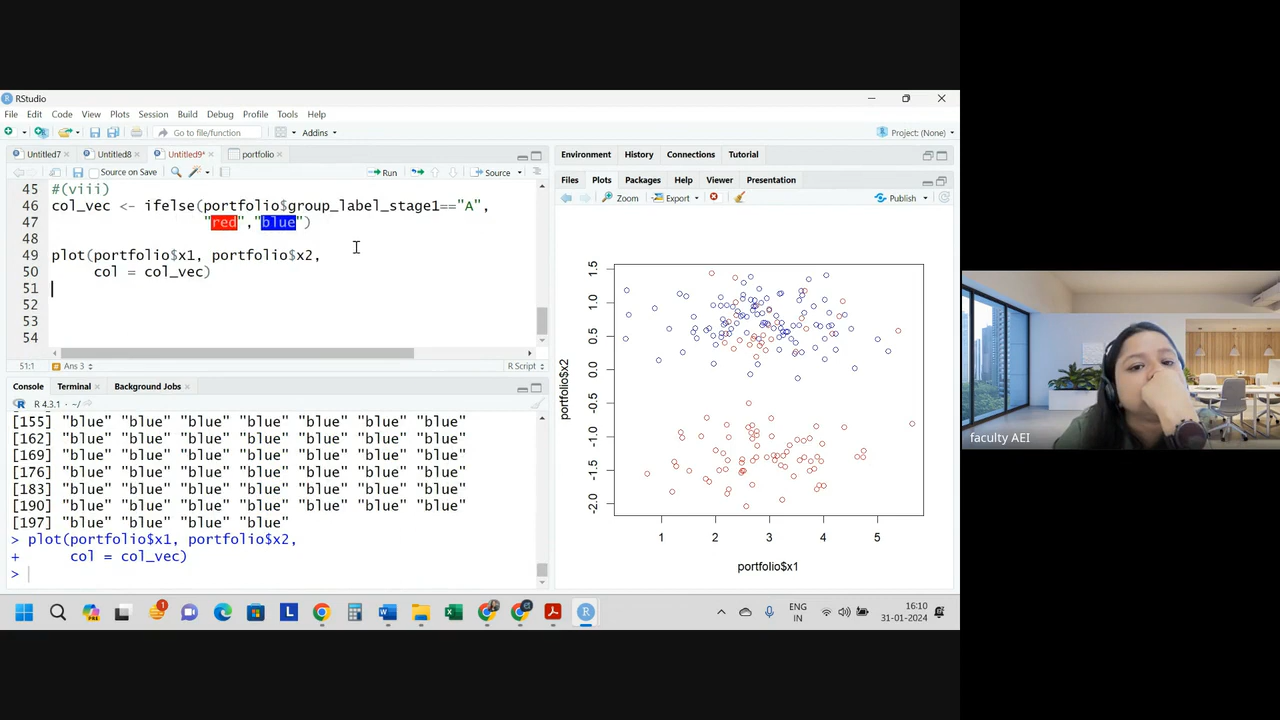 RStudio
File Edit Code View Plots Session Build Debug Profile Tools Help
Go to file/function Addins Project: (None)
Untitled7 Untitled8 Untitled9* portfolio
Source on Save Run Source
45 #(viii)
46 col_vec <- ifelse(portfolio$group_label_stage1=="A",
47 "red","blue")
48
49 plot(portfolio$x1, portfolio$x2,
50 col = col_vec)
51
52
53
54
51:1 Ans 3 R Script
Console Terminal Background Jobs
R 4.3.1 · ~/
[155] "blue" "blue" "blue" "blue" "blue" "blue" "blue"
[162] "blue" "blue" "blue" "blue" "blue" "blue" "blue"
[169] "blue" "blue" "blue" "blue" "blue" "blue" "blue"
[176] "blue" "blue" "blue" "blue" "blue" "blue" "blue"
[183] "blue" "blue" "blue" "blue" "blue" "blue" "blue"
[190] "blue" "blue" "blue" "blue" "blue" "blue" "blue"
[197] "blue" "blue" "blue" "blue"
> plot(portfolio$x1, portfolio$x2,
+ col = col_vec)
>
Environment History Connections Tutorial
Files Plots Packages Help Viewer Presentation
Zoom Export Publish
1.5
1.0
0.5
0.0
-0.5
-1.0
-1.5
-2.0
portfolio$x2
1 2 3 4 5
portfolio$x1
faculty AEI
ENG
IN
16:10
31-01-2024